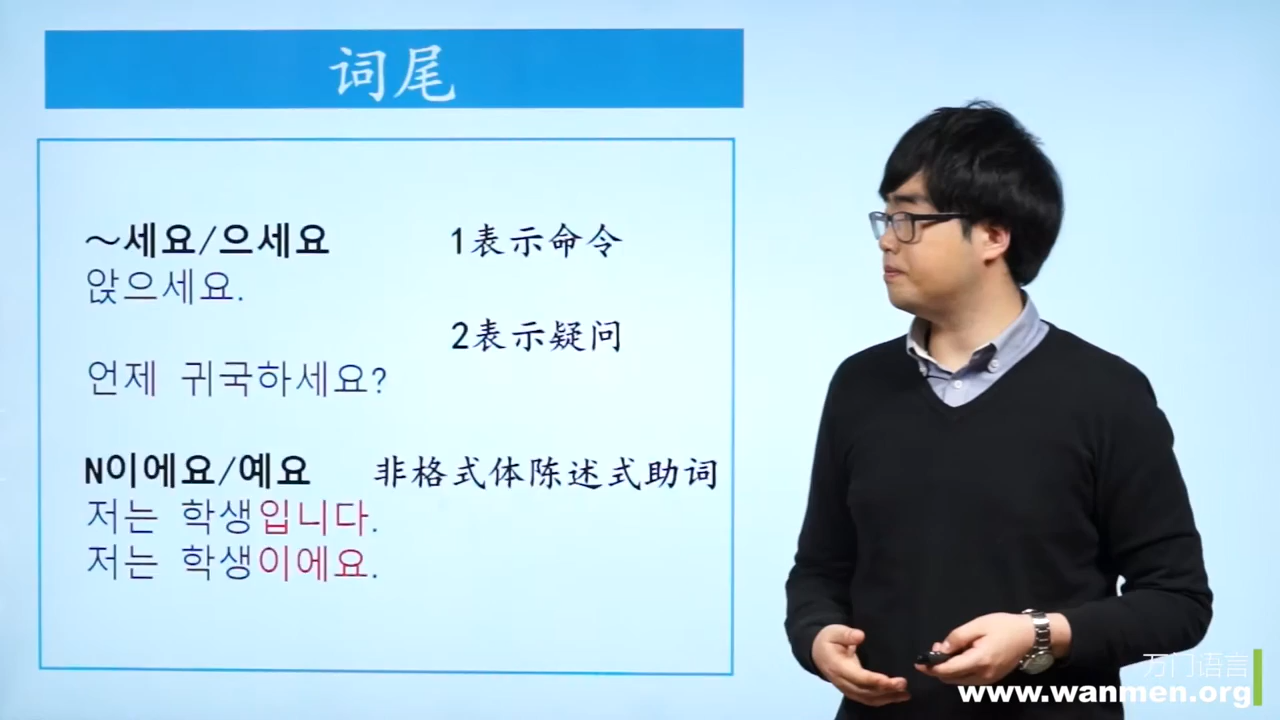 词尾
～세요/으세요 1表示命令
앉으세요.
2表示疑问
언제 귀국하세요?
N이에요/예요 非格式体陈述式助词
저는 학생입니다.
저는 학생이에요.
万门语言
www.wanmen.org